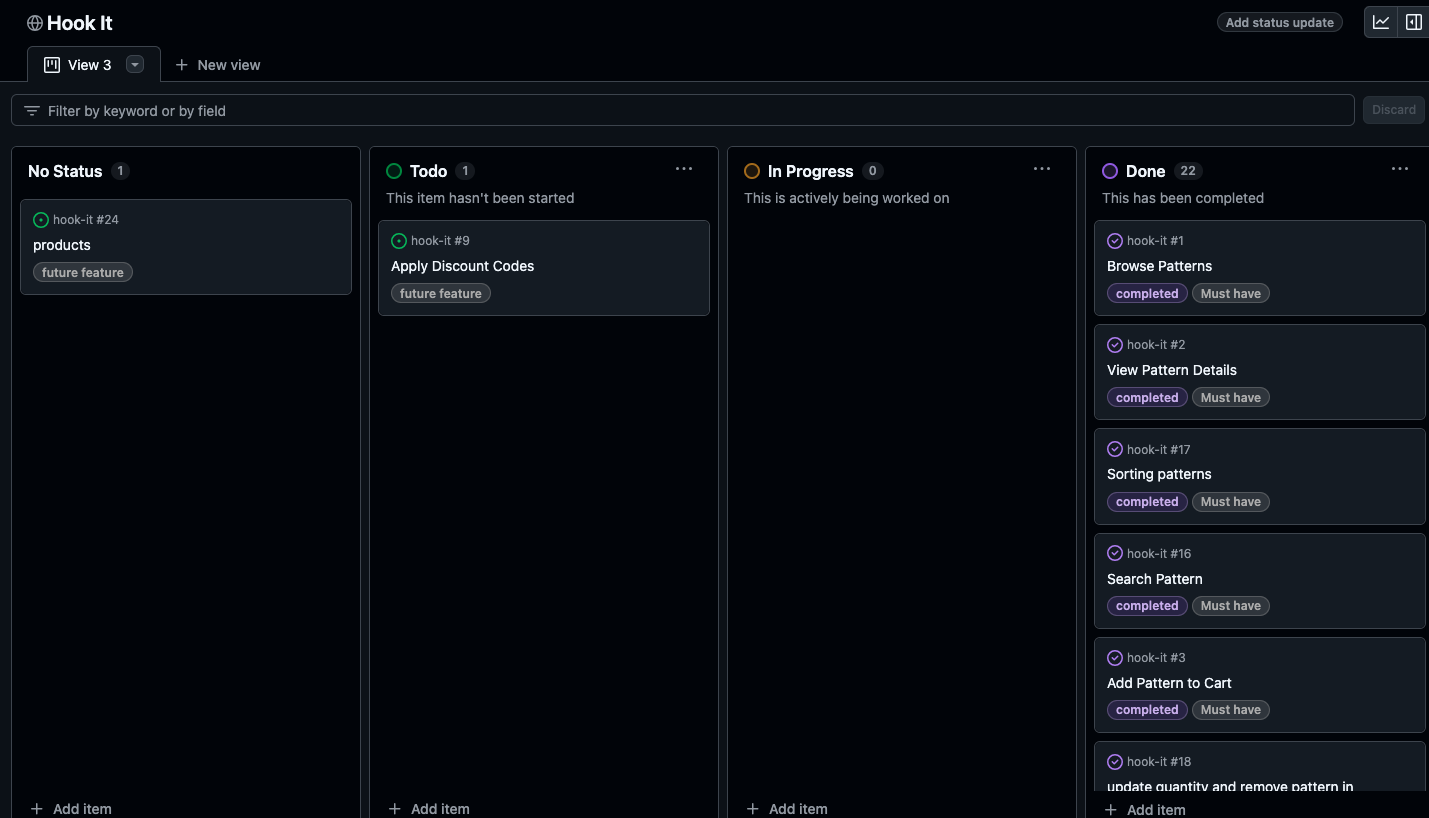 Hook It
Add status update
View 3
New view
Filter by keyword or by field
Discard
No Status 1
hook-it #24
products
future feature
Add item
Todo 1
This item hasn't been started
hook-it #9
Apply Discount Codes
future feature
Add item
In Progress 0
This is actively being worked on
Add item
Done 22
This has been completed
hook-it #1
Browse Patterns
completed Must have
hook-it #2
View Pattern Details
completed Must have
hook-it #17
Sorting patterns
completed Must have
hook-it #16
Search Pattern
completed Must have
hook-it #3
Add Pattern to Cart
completed Must have
hook-it #18
update quantity and remove pattern in
Add item